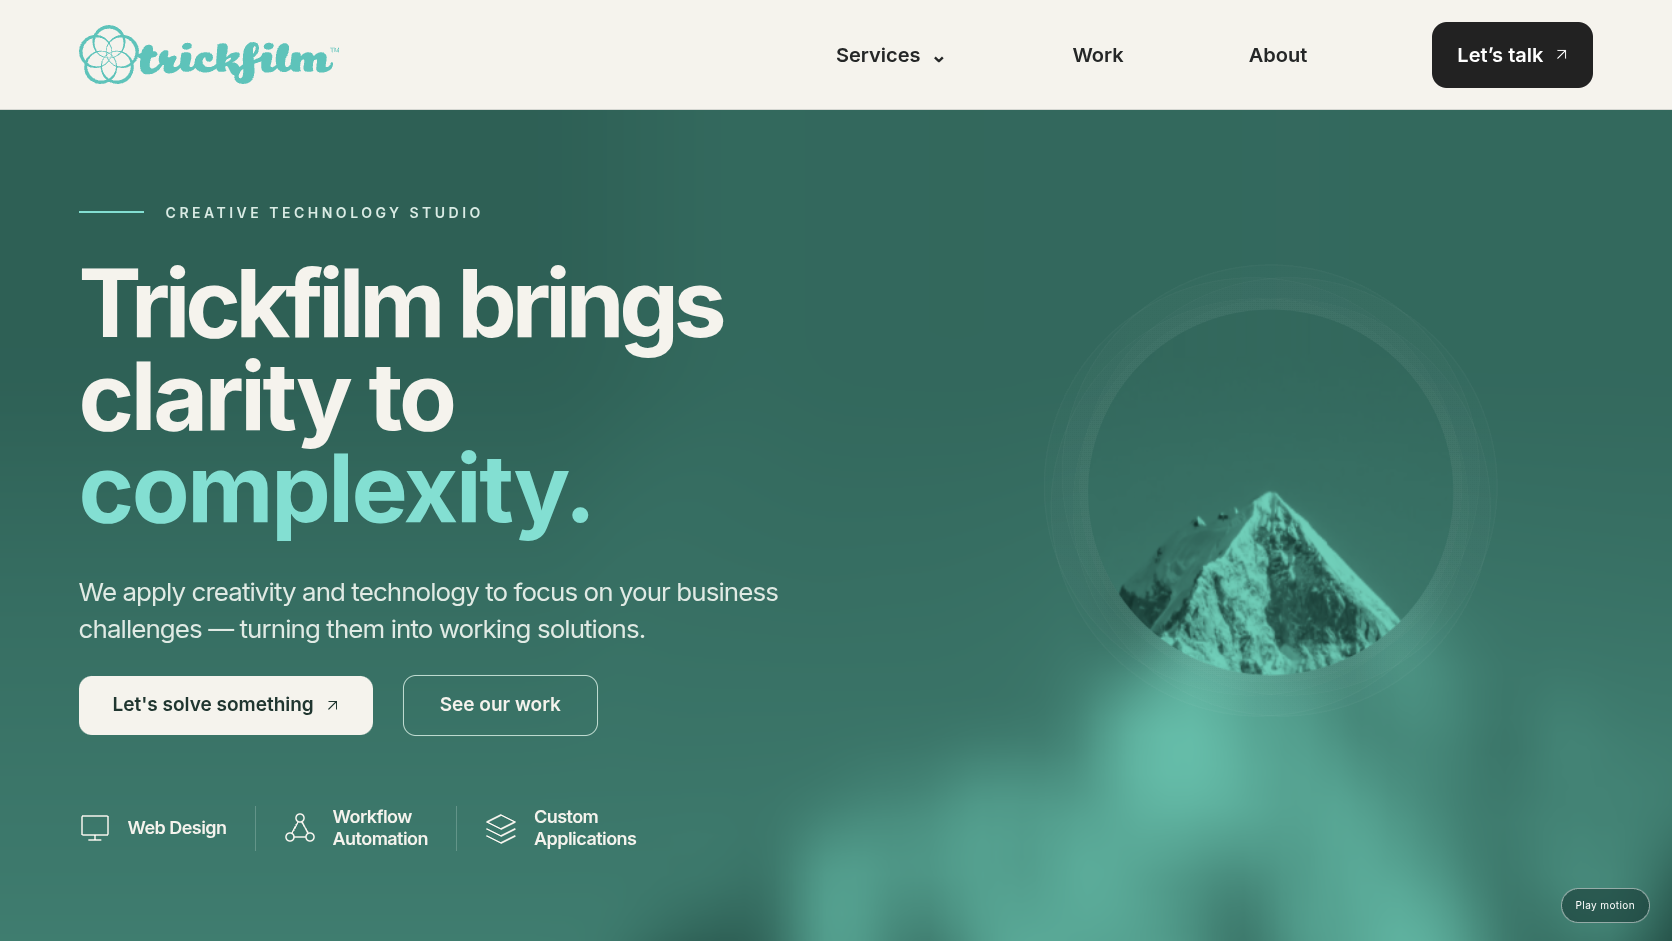 trickfilm™
Services
Work
About
Let’s talk
CREATIVE TECHNOLOGY STUDIO
Trickfilm brings
clarity to
complexity.
We apply creativity and technology to focus on your business
challenges — turning them into working solutions.
Let's solve something
See our work
Web Design
Workflow
Automation
Custom
Applications
Play motion